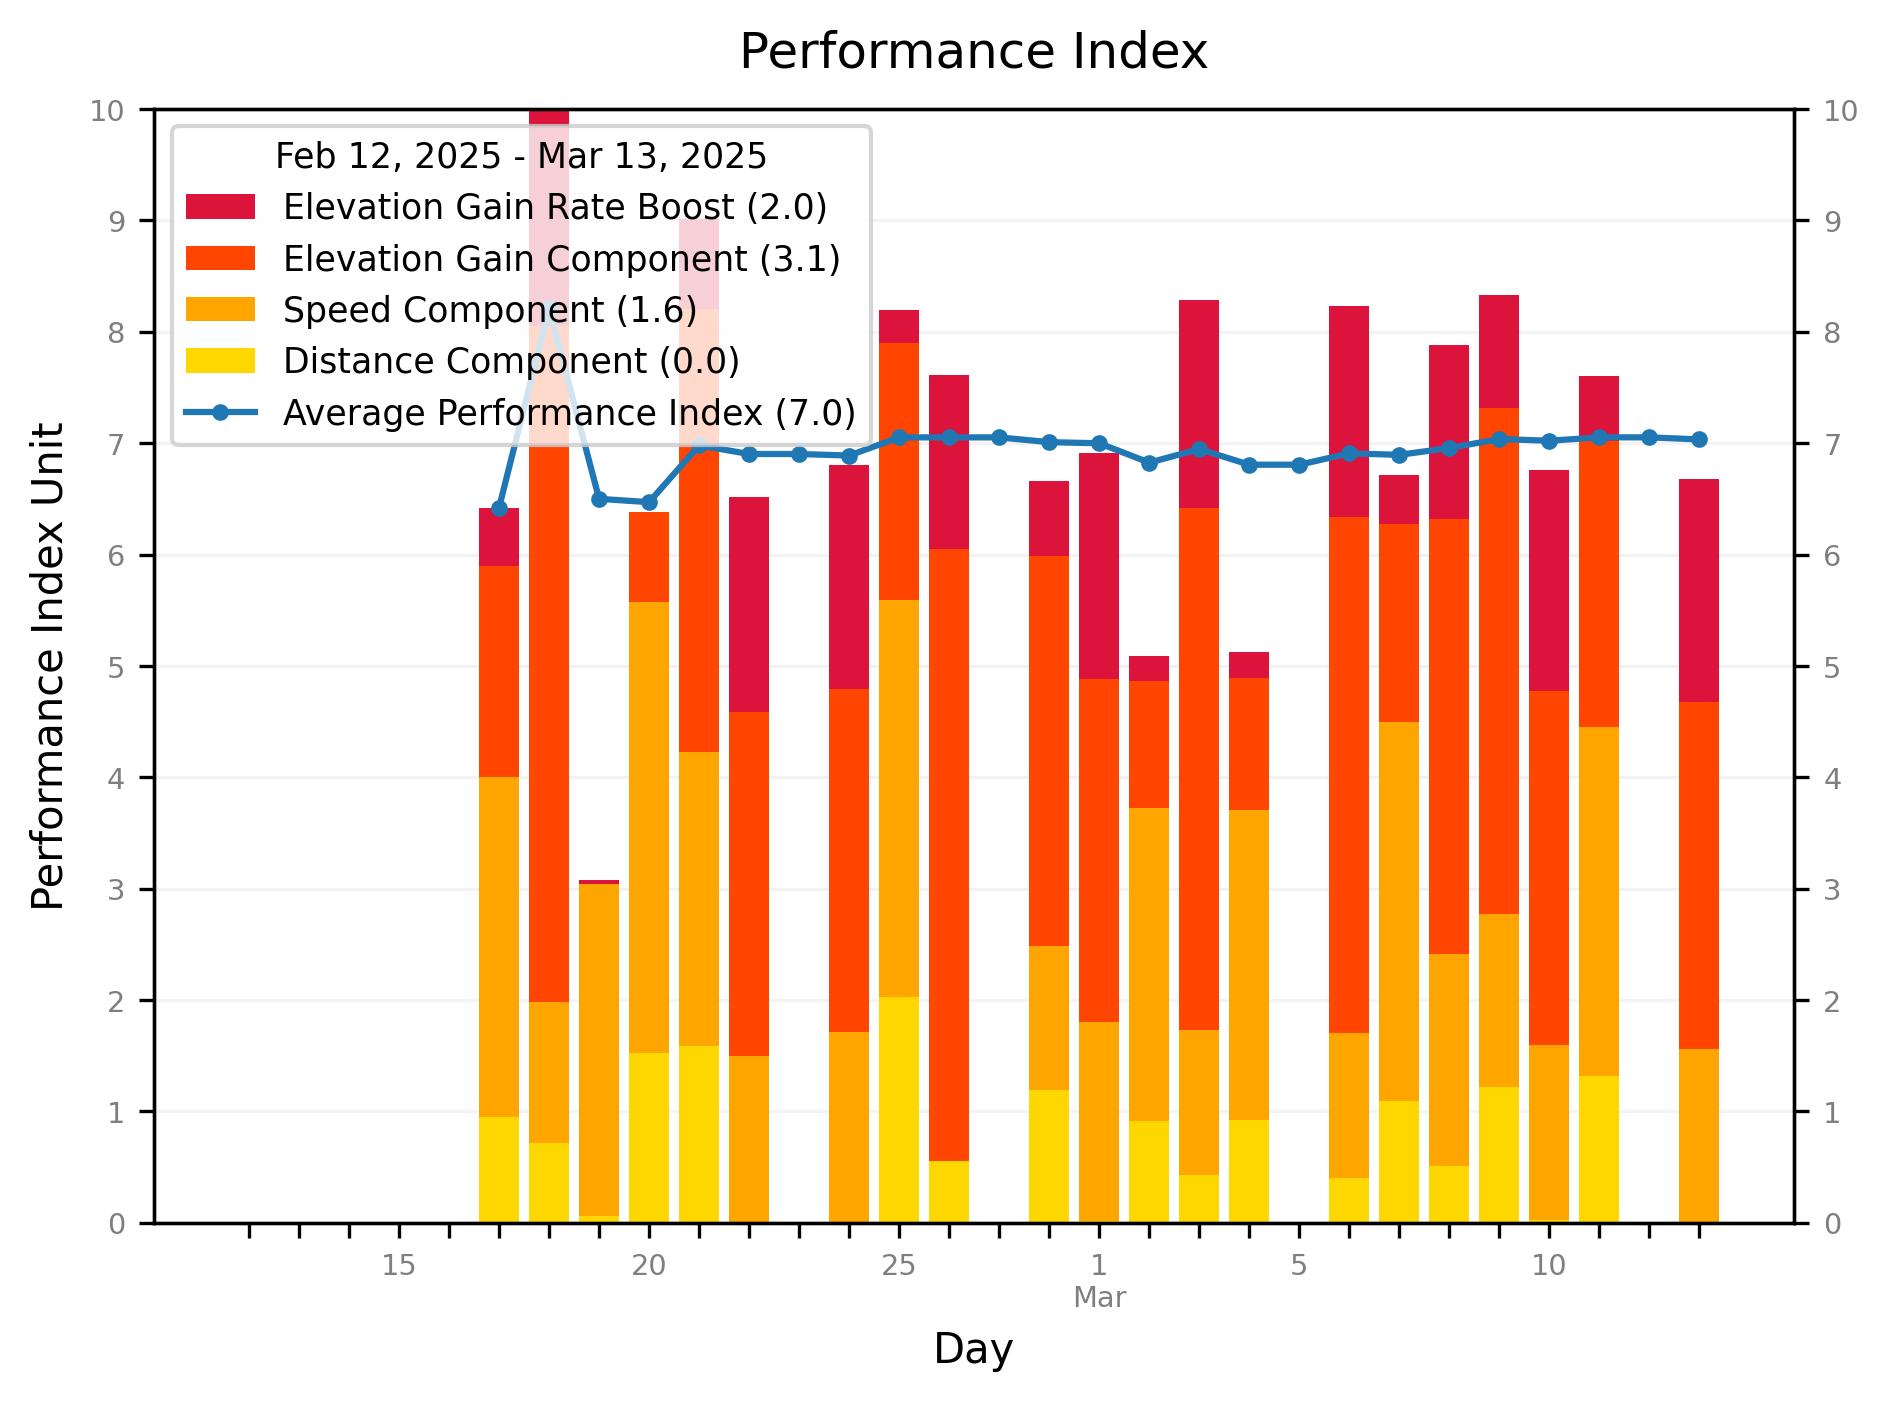 Performance Index
Feb 12, 2025 - Mar 13, 2025
Elevation Gain Rate Boost (2.0)
Elevation Gain Component (3.1)
Speed Component (1.6)
Distance Component (0.0)
Average Performance Index (7.0)
Performance Index Unit
10
9
8
7
6
5
4
3
2
1
0
10
9
8
7
6
5
4
3
2
1
0
15 20 25 1 5 10
Mar
Day